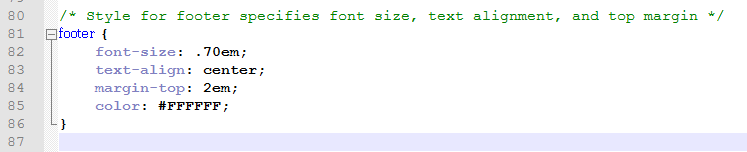 80 /* Style for footer specifies font size, text alignment, and top margin */
81 footer {
82 font-size: .70em;
83 text-align: center;
84 margin-top: 2em;
85 color: #FFFFFF;
86 }
87